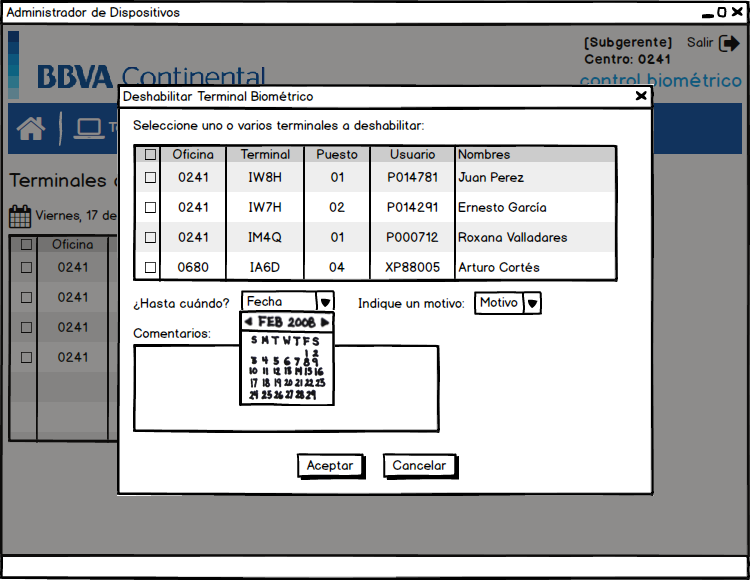 Administrador de Dispositivos
[Subgerente] Salir
Centro: 0241
BBVA Continental
control biométrico
Deshabilitar Terminal Biométrico
Seleccione uno o varios terminales a deshabilitar:
Oficina Terminal Puesto Usuario Nombres
0241 IW8H 01 P014781 Juan Perez
0241 IW7H 02 P014291 Ernesto García
0241 IM4Q 01 P000712 Roxana Valladares
0680 IA6D 04 XP88005 Arturo Cortés
¿Hasta cuándo? Fecha Indique un motivo: Motivo
FEB 2008
S M T W T F S
1 2
3 4 5 6 7 8 9
10 11 12 13 14 15 16
17 18 19 20 21 22 23
24 25 26 27 28 29
Comentarios:
Aceptar Cancelar
Terminales
Viernes, 17 de
Oficina
0241
0241
0241
0241